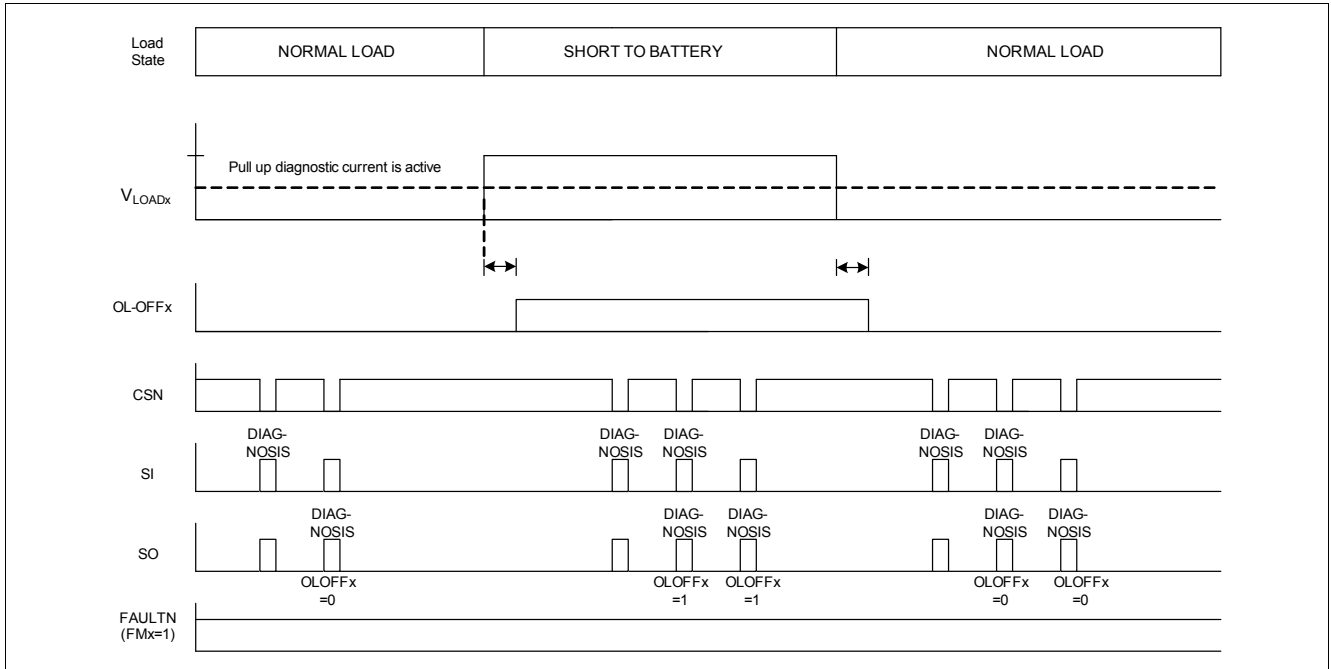 Load
State
NORMAL LOAD
SHORT TO BATTERY
NORMAL LOAD
Pull up diagnostic current is active
VLOADx
OL-OFFx
CSN
DIAG-
NOSIS
DIAG-
NOSIS
DIAG-
NOSIS
DIAG-
NOSIS
DIAG-
NOSIS
SI
DIAG-
NOSIS
DIAG-
NOSIS
DIAG-
NOSIS
DIAG-
NOSIS
DIAG-
NOSIS
SO
OLOFFx
=0
OLOFFx
=1
OLOFFx
=1
OLOFFx
=0
OLOFFx
=0
FAULTN
(FMx=1)